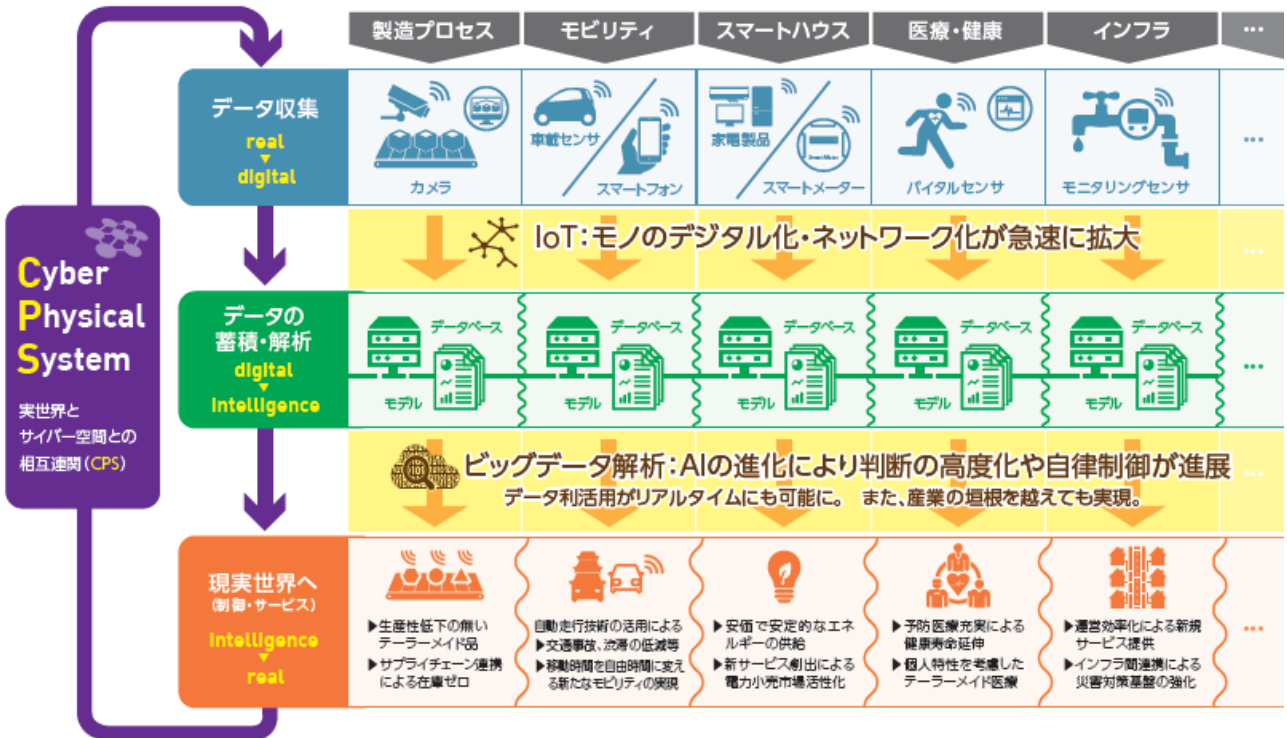 製造プロセス
モビリティ
スマートハウス
医療・健康
インフラ
…
データ収集
real
digital
カメラ
車載センサ
スマートフォン
家電製品
スマートメーター
バイタルセンサ
モニタリングセンサ
…
IoT:モノのデジタル化・ネットワーク化が急速に拡大
…
Cyber
Physical
System
実世界と
サイバー空間との
相互連関(CPS)
データの
蓄積・解析
digital
intelligence
データベース
モデル
データベース
モデル
データベース
モデル
データベース
モデル
データベース
モデル
…
ビッグデータ解析:AIの進化により判断の高度化や自律制御が進展
データ利活用がリアルタイムにも可能に。 また、産業の垣根を越えても実現。
…
現実世界へ
(制御・サービス)
intelligence
real
▶生産性低下の無い
テーラーメイド品
▶サプライチェーン連携
による在庫ゼロ
自動走行技術の活用による
▶交通事故、渋滞の低減等
▶移動時間を自由時間に変え
る新たなモビリティの実現
▶安価で安定的なエネ
ルギーの供給
▶新サービス創出による
電力小売市場活性化
▶予防医療充実による
健康寿命延伸
▶個人特性を考慮した
テーラーメイド医療
▶運営効率化による新規
サービス提供
▶インフラ間連携による
災害対策基盤の強化
…